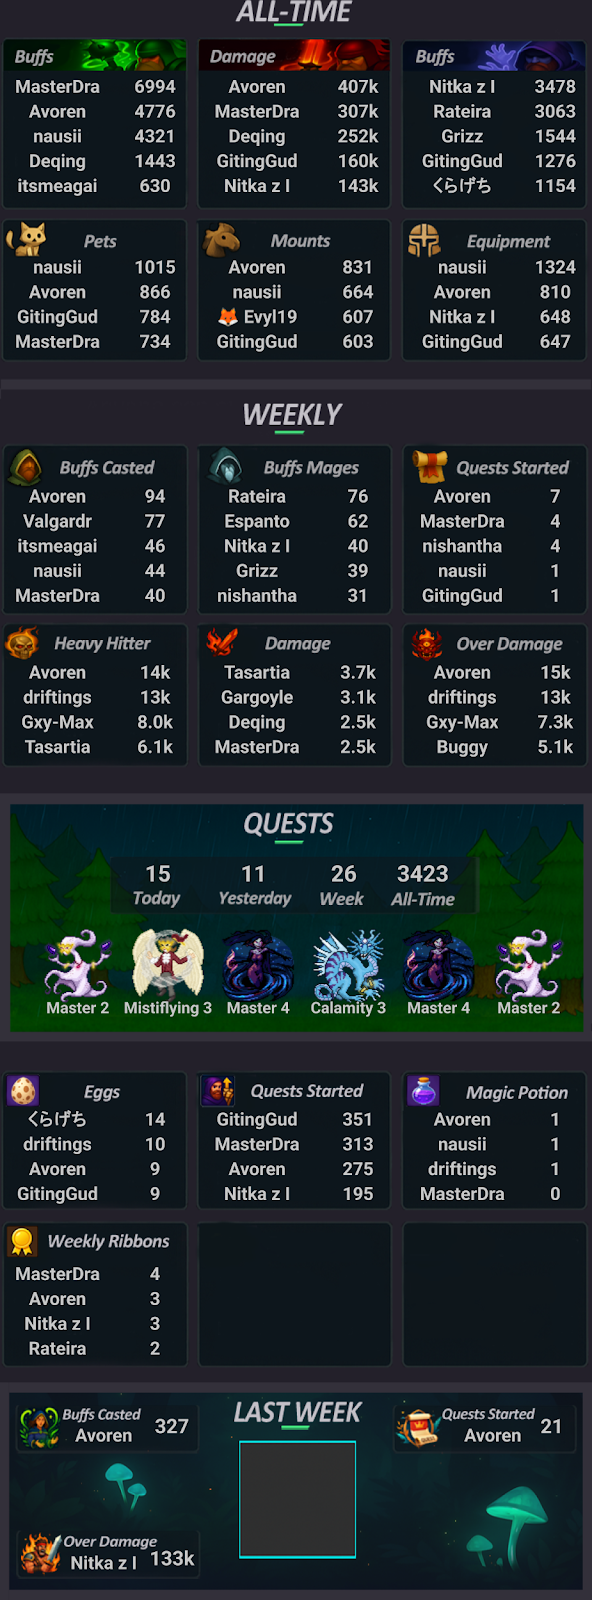 ALL-TIME
Buffs
MasterDra 6994
Avoren 4776
nausii 4321
Deqing 1443
itsmeagai 630
Damage
Avoren 407k
MasterDra 307k
Deqing 252k
GitingGud 160k
Nitka z I 143k
Buffs
Nitka z I 3478
Rateira 3063
Grizz 1544
GitingGud 1276
くらげち 1154
Pets
nausii 1015
Avoren 866
GitingGud 784
MasterDra 734
Mounts
Avoren 831
nausii 664
🦊 Evyl19 607
GitingGud 603
Equipment
nausii 1324
Avoren 810
Nitka z I 648
GitingGud 647
WEEKLY
Buffs Casted
Avoren 94
Valgardr 77
itsmeagai 46
nausii 44
MasterDra 40
Buffs Mages
Rateira 76
Espanto 62
Nitka z I 40
Grizz 39
nishantha 31
Quests Started
Avoren 7
MasterDra 4
nishantha 4
nausii 1
GitingGud 1
Heavy Hitter
Avoren 14k
driftings 13k
Gxy-Max 8.0k
Tasartia 6.1k
Damage
Tasartia 3.7k
Gargoyle 3.1k
Deqing 2.5k
MasterDra 2.5k
Over Damage
Avoren 15k
driftings 13k
Gxy-Max 7.3k
Buggy 5.1k
QUESTS
15 11 26 3423
Today Yesterday Week All-Time
Master 2 Mistiflying 3 Master 4 Calamity 3 Master 4 Master 2
Eggs
くらげち 14
driftings 10
Avoren 9
GitingGud 9
Quests Started
GitingGud 351
MasterDra 313
Avoren 275
Nitka z I 195
Magic Potion
Avoren 1
nausii 1
driftings 1
MasterDra 0
Weekly Ribbons
MasterDra 4
Avoren 3
Nitka z I 3
Rateira 2
LAST WEEK
Buffs Casted
Avoren 327
Quests Started
Avoren 21
Over Damage
Nitka z I 133k